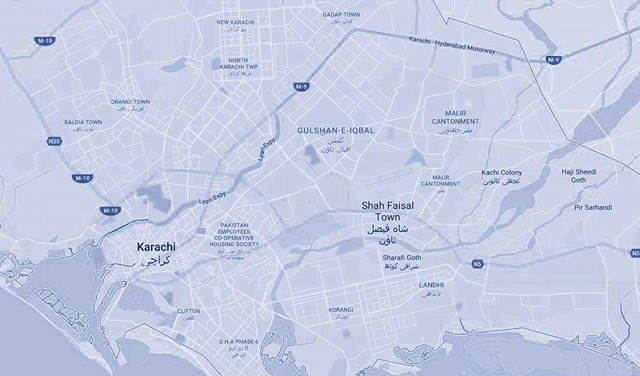 GADAP TOWN
گڈاپ ٹاؤن
NEW KARACHI
نیو کراچی
M-10
Karachi - Hyderabad Motorway
M-9
NORTH
KARACHI TWP
M-9
ORANGI TOWN
اورنگی ٹاؤن
BALDIA TOWN
بلدیہ ٹاؤن
MALIR
CANTONMENT
ملیر چھاؤنی
GULSHAN-E-IQBAL
گلشن
اقبال ٹاؤن
N25
Lyari Expy
M-10
Lyari Expy
M-10
MALIR
CANTONMENT
ملیر
Kachi Colony
کچھی کالونی
Haji Sheedi
Goth
Pir Sarhandi
Shah Faisal
Town
شاہ فیصل
ٹاؤن
PAKISTAN
EMPLOYEES
CO-OPERATIVE
HOUSING SOCIETY
Karachi
کراچی
Sharafi Goth
شرافی گوٹھ
N5
N5
LANDHI
لانڈھی
CLIFTON
کلفٹن
KORANGI
کورنگی
D.H.A PHASE 6